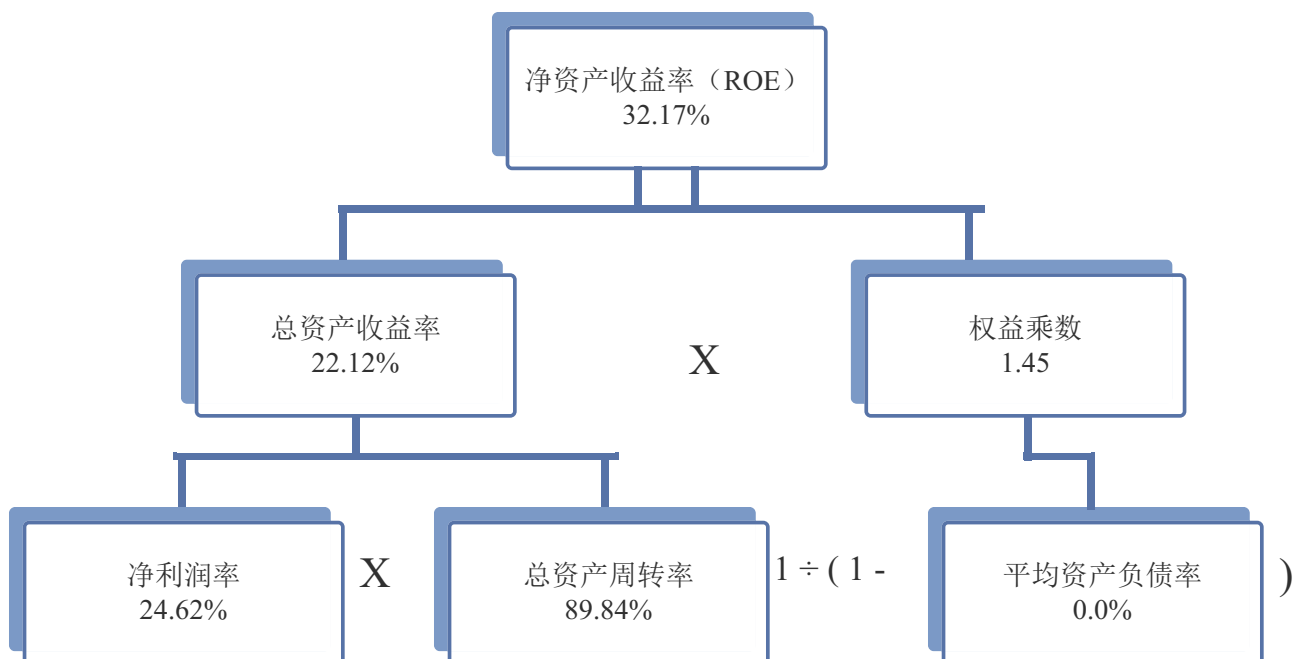 净资产收益率（ROE）
32.17%
总资产收益率
22.12%
X
权益乘数
1.45
净利润率
24.62%
X
总资产周转率
89.84%
1 ÷ ( 1 -
平均资产负债率
0.0%
)